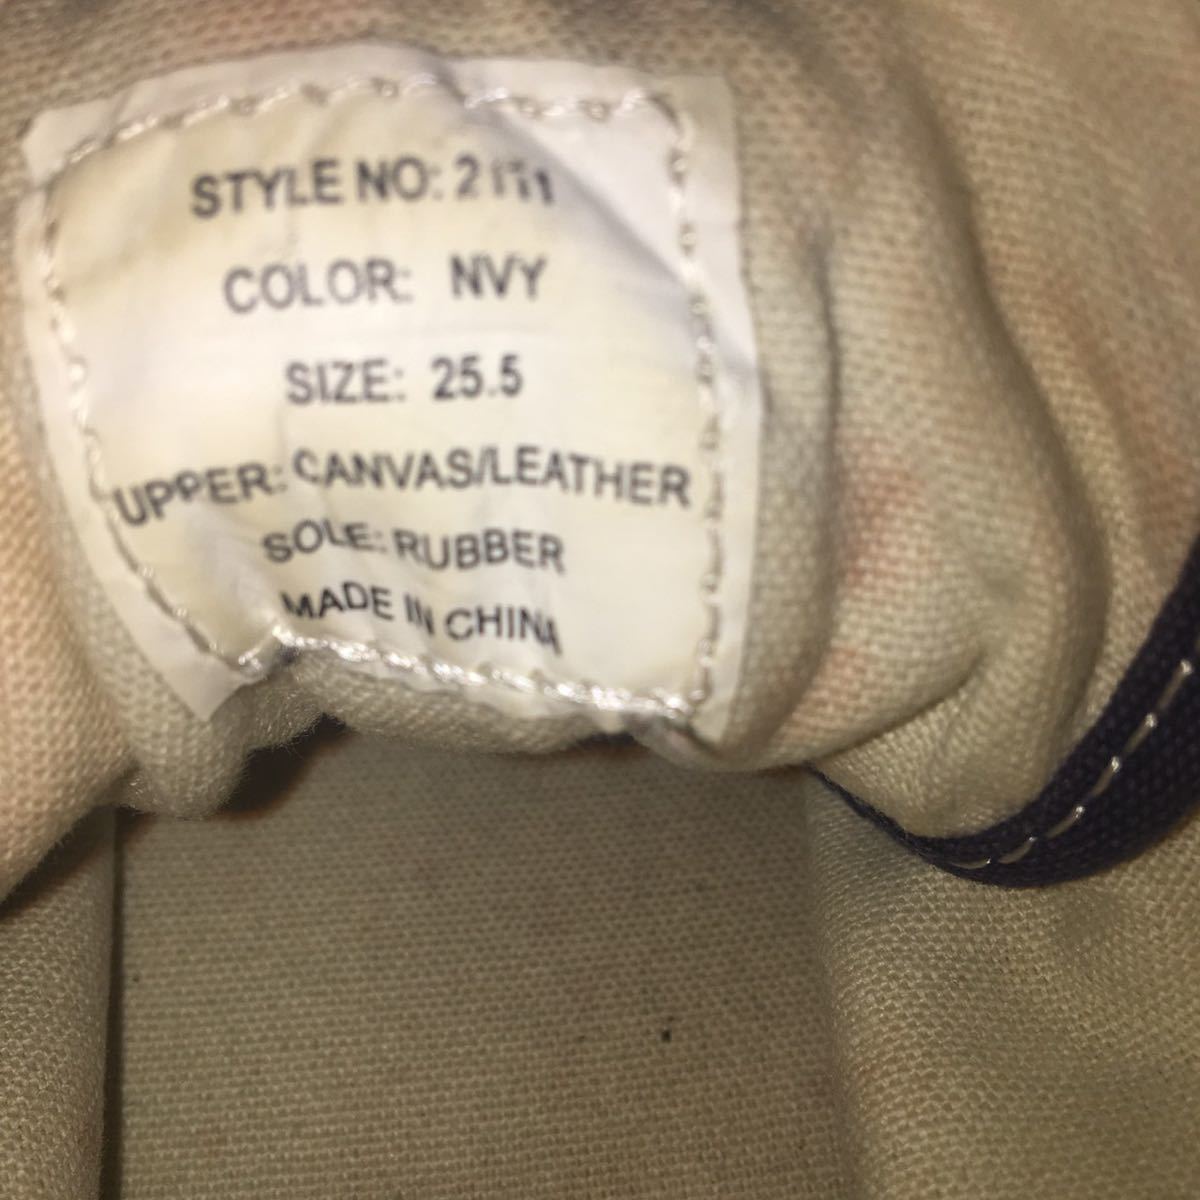 STYLE NO: 2111
COLOR: NVY
SIZE: 25.5
UPPER: CANVAS/LEATHER
SOLE: RUBBER
MADE IN CHINA